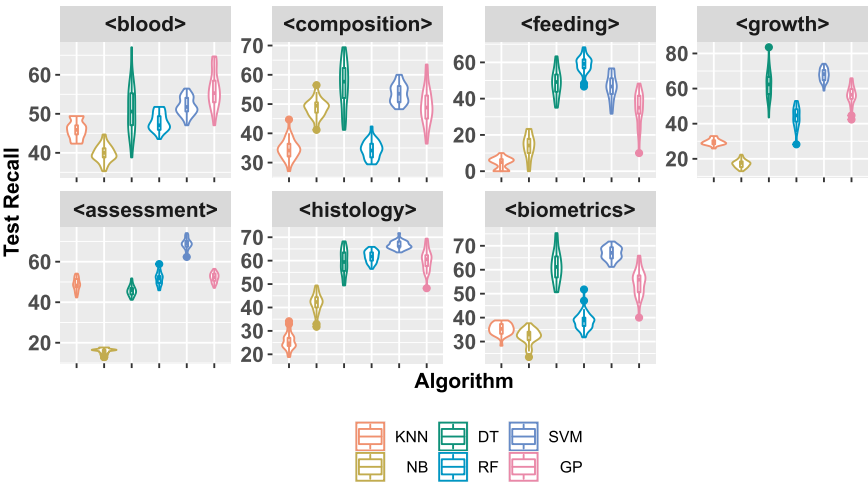 <blood>
<composition>
<feeding>
<growth>
60
50
40
70
60
50
40
30
60
40
20
0
80
60
40
20
Test Recall
<assessment>
<histology>
<biometrics>
60
40
20
70
60
50
40
30
20
70
60
50
40
30
Algorithm
KNN DT SVM
NB RF GP